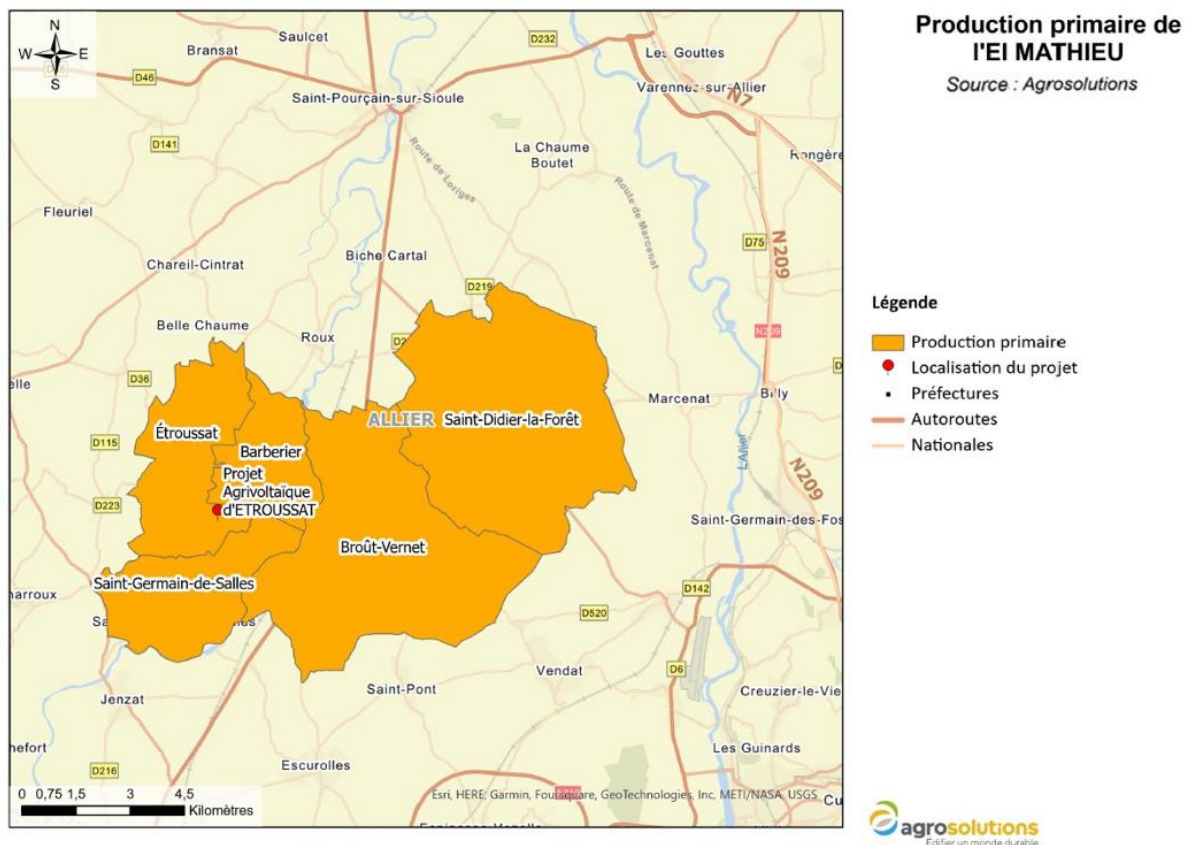 Production primaire de
l'EI MATHIEU
Source : Agrosolutions
N
W E
S
Saulcet
Bransat
D232
Les Gouttes
D46
Saint-Pourçain-sur-Sioule
Varennes-sur-Allier
N7
D141
La Chaume
Boutet
Route de Loriges
Rongère
Route de Marcenat
Fleuriel
D75
N209
Biche Cartal
Chareil-Cintrat
D219
Belle Chaume
Roux
N209
D36
Marcenat
Billy
ALLIER
Saint-Didier-la-Forêt
Étroussat
D115
Barberier
L'Allier
Projet
Agrivoltaïque
d'ETROUSSAT
D223
N209
Saint-Germain-des-Fos
Broût-Vernet
Saint-Germain-de-Salles
D142
D520
D6
Vendat
Saint-Pont
Jenzat
Creuzier-le-Vie
Les Guinards
Escurolles
D216
0 0,75 1,5 3 4,5
Kilomètres
Esri, HERE, Garmin, Foursquare, GeoTechnologies, Inc, METI/NASA, USGS
Légende
Production primaire
Localisation du projet
Préfectures
Autoroutes
Nationales
agrosolutions
Édifier un monde durable